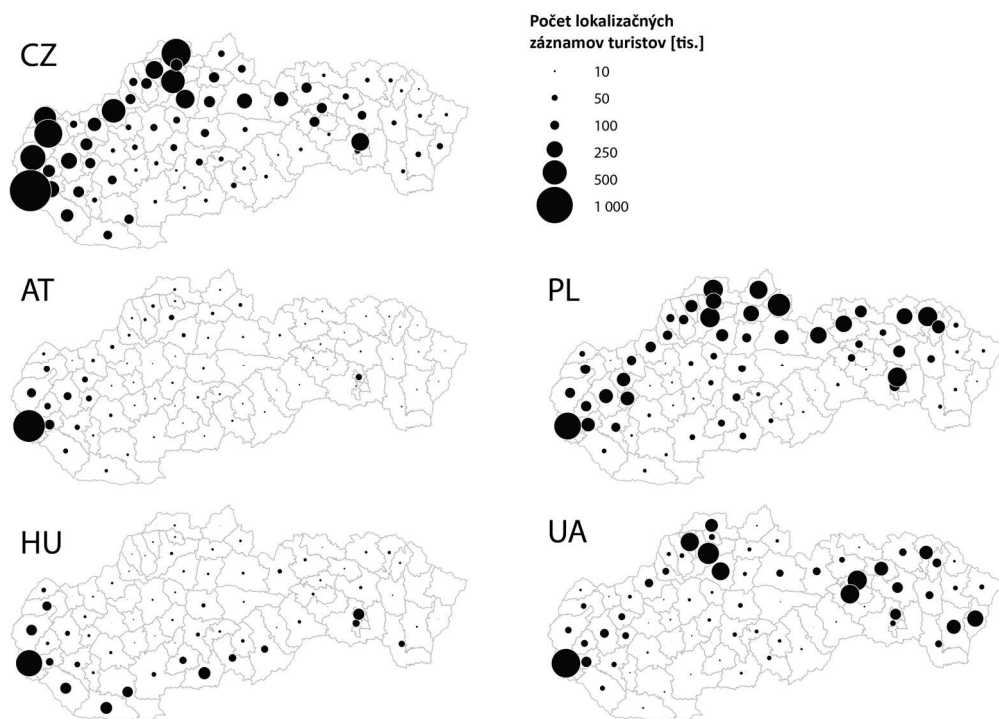 CZ
Počet lokalizačných
záznamov turistov [tis.]
10
50
100
250
500
1 000
AT
PL
HU
UA